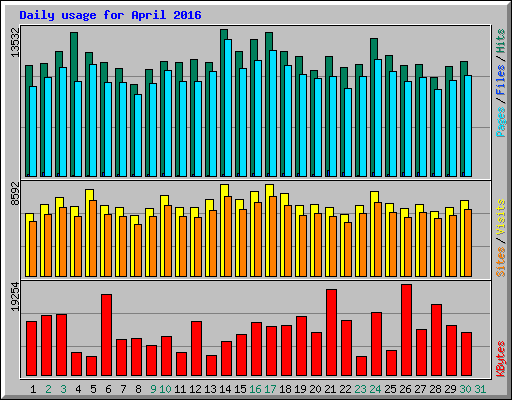 Daily usage for April 2016
13532
Pages/Files/Hits
8592
Sites/Visits
19254
KBytes
1 2 3 4 5 6 7 8 9 10 11 12 13 14 15 16 17 18 19 20 21 22 23 24 25 26 27 28 29 30 31